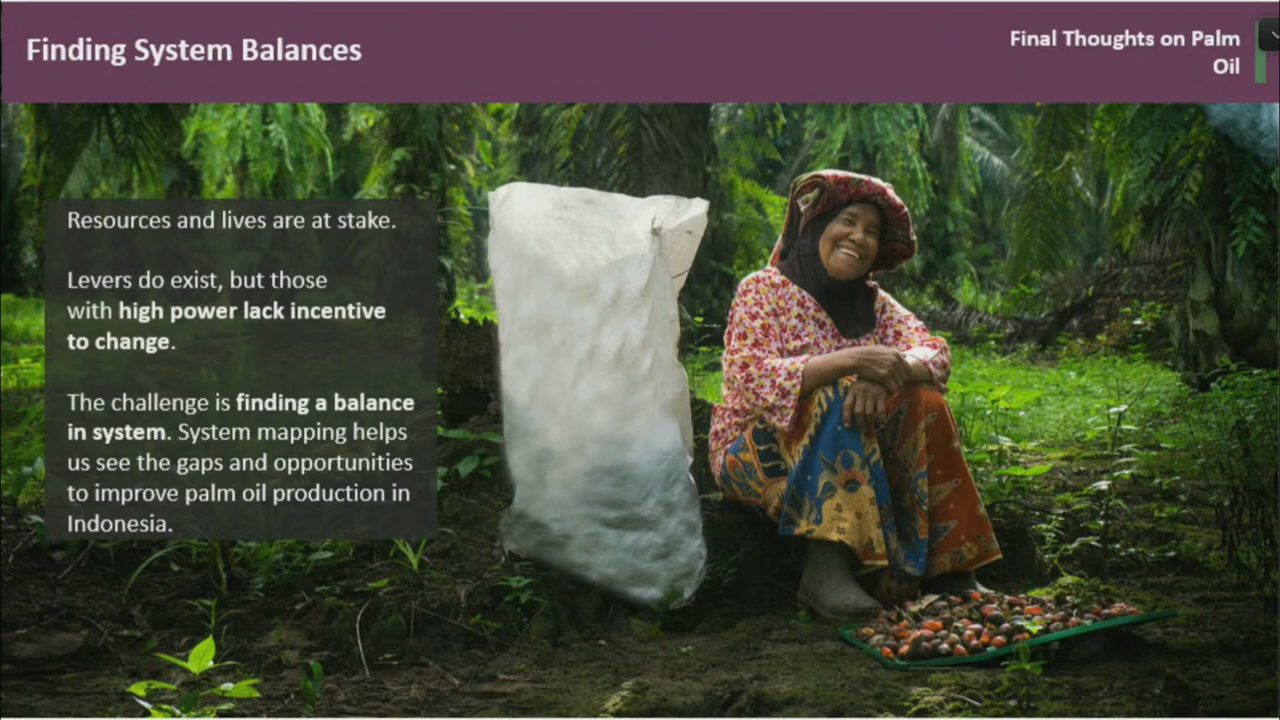 Finding System Balances
Final Thoughts on Palm
Oil
Resources and lives are at stake.
Levers do exist, but those
with high power lack incentive
to change.
The challenge is finding a balance
in system. System mapping helps
us see the gaps and opportunities
to improve palm oil production in
Indonesia.